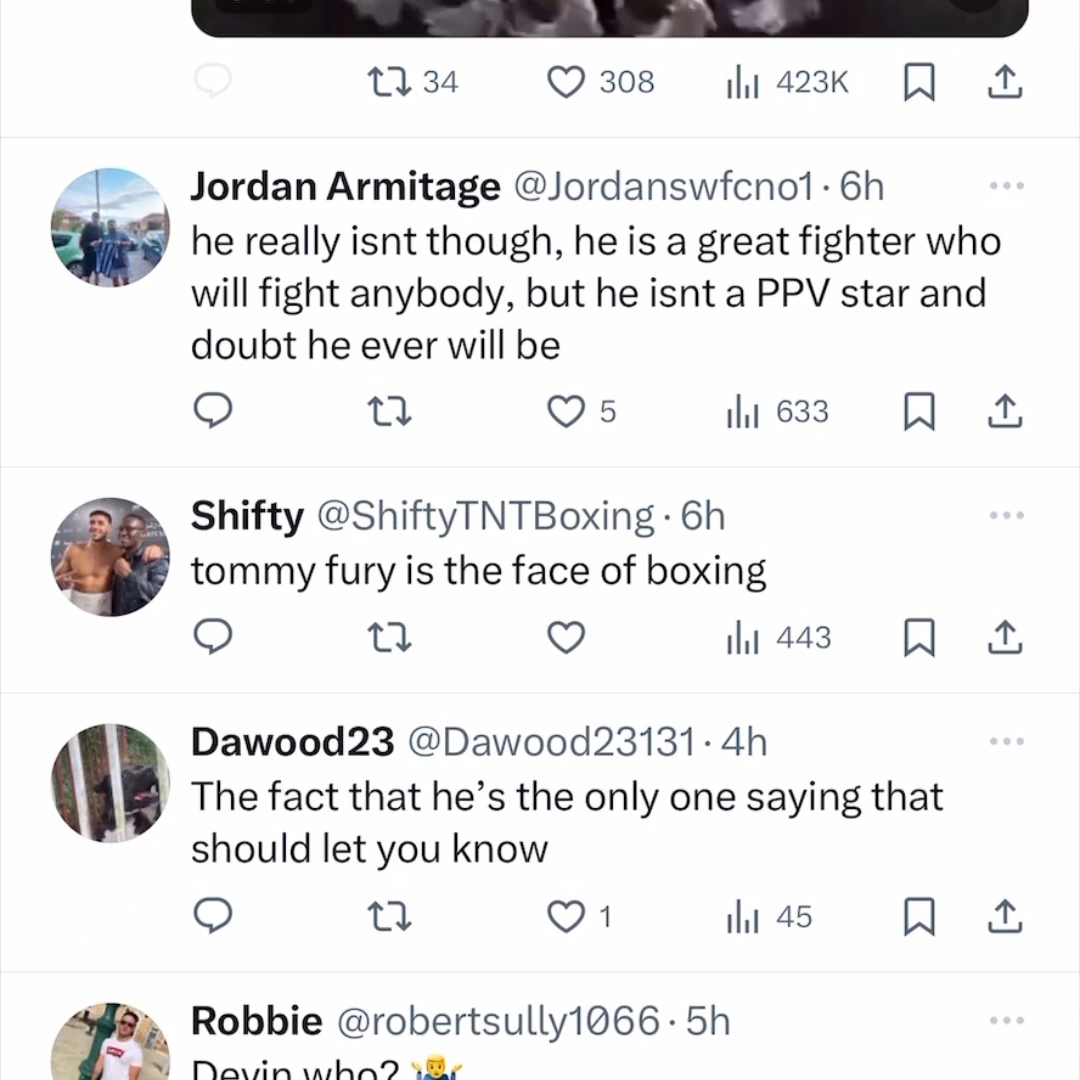 34 308 423K
Jordan Armitage @Jordanswfcno1 · 6h
he really isnt though, he is a great fighter who
will fight anybody, but he isnt a PPV star and
doubt he ever will be
5 633
Shifty @ShiftyTNTBoxing · 6h
tommy fury is the face of boxing
443
Dawood23 @Dawood23131 · 4h
The fact that he’s the only one saying that
should let you know
1 45
Robbie @robertsully1066 · 5h
Devin who? 🤷‍♂️